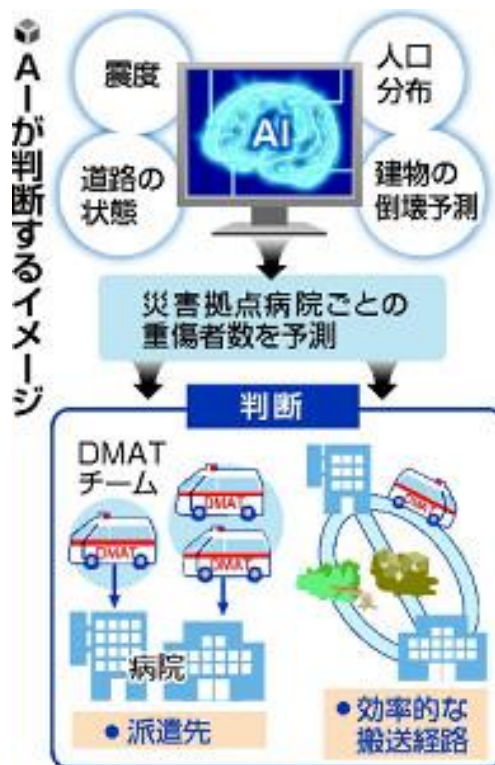 AIが判断するイメージ
震度
人口
分布
AI
道路の
状態
建物の
倒壊予測
災害拠点病院ごとの
重傷者数を予測
判断
DMAT
チーム
DMAT
DMAT
DMAT
DMAT
病院
● 派遣先
● 効率的な
搬送経路